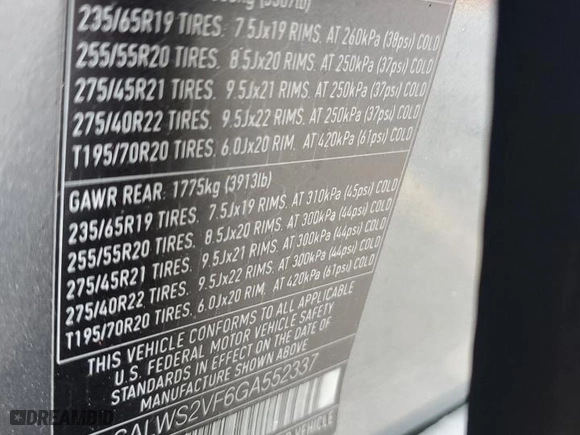 235/65R19 TIRES. 7.5Jx19 RIMS. AT 260kPa (38psi) COLD
255/55R20 TIRES. 8.5Jx20 RIMS. AT 250kPa (37psi) COLD
275/45R21 TIRES. 9.5Jx21 RIMS. AT 250kPa (37psi) COLD
275/40R22 TIRES. 9.5Jx22 RIMS. AT 250kPa (37psi) COLD
T195/70R20 TIRES. 6.0Jx20 RIM. AT 420kPa (61psi) COLD
GAWR REAR: 1775kg (3913lb)
235/65R19 TIRES. 7.5Jx19 RIMS. AT 310kPa (45psi) COLD
255/55R20 TIRES. 8.5Jx20 RIMS. AT 300kPa (44psi) COLD
275/45R21 TIRES. 9.5Jx21 RIMS. AT 300kPa (44psi) COLD
275/40R22 TIRES. 9.5Jx22 RIMS. AT 300kPa (44psi) COLD
T195/70R20 TIRES. 6.0Jx20 RIM. AT 420kPa (61psi) COLD
THIS VEHICLE CONFORMS TO ALL APPLICABLE
U.S. FEDERAL MOTOR VEHICLE SAFETY
STANDARDS IN EFFECT ON THE DATE OF
MANUFACTURE SHOWN ABOVE
SALWS2VF6GA552337